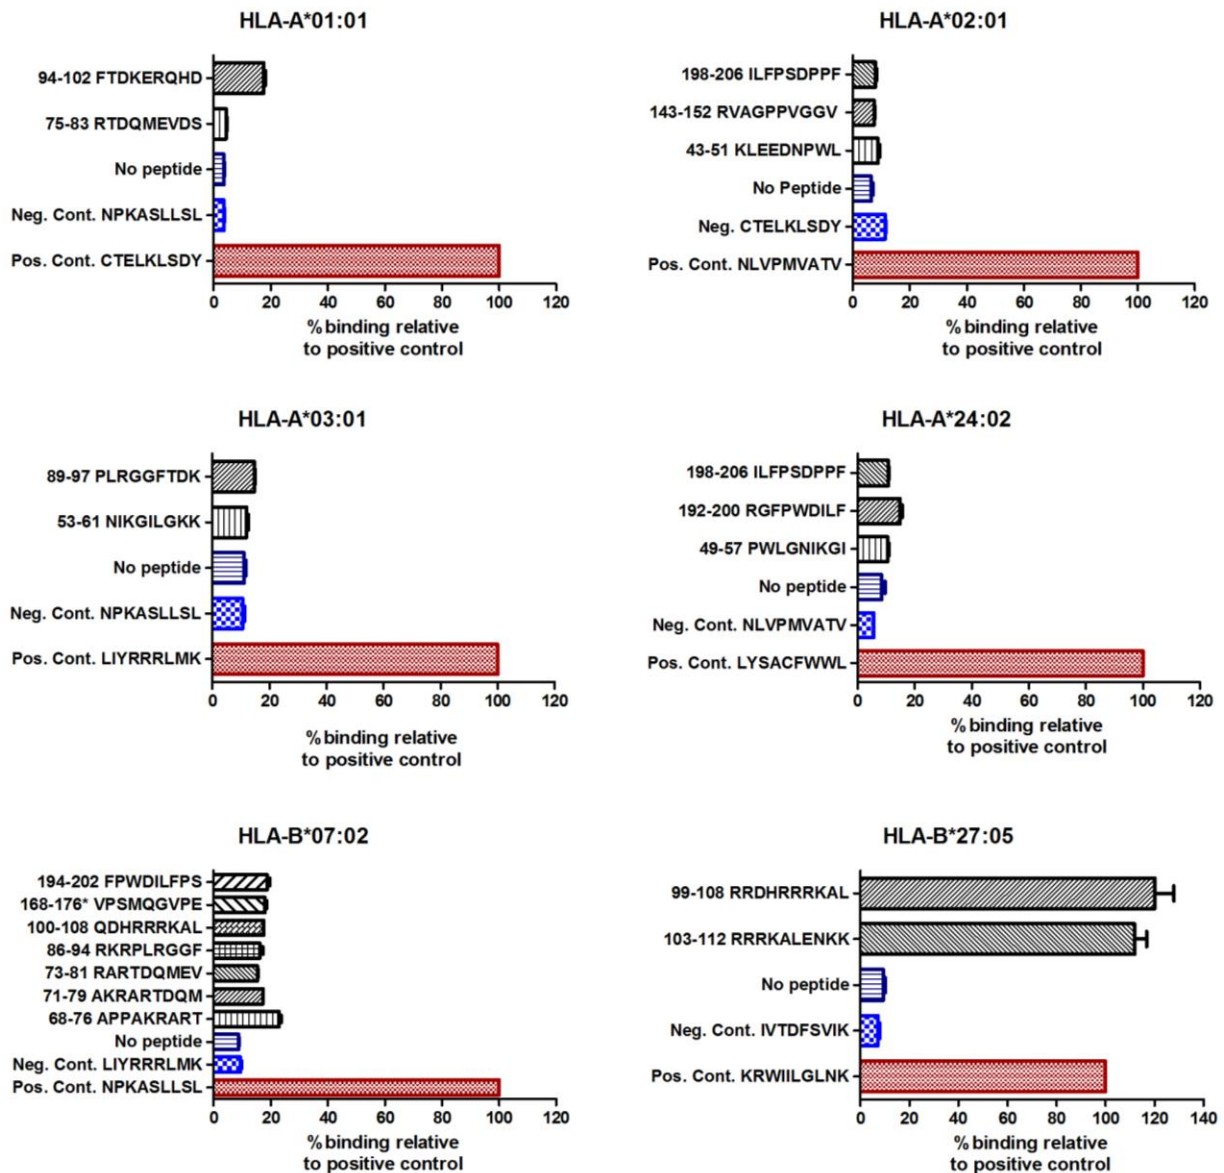 HLA-A*01:01
94-102 FTDKERQHD
75-83 RTDQMEVDS
No peptide
Neg. Cont. NPKASLLSL
Pos. Cont. CTELKLSDY
0 20 40 60 80 100 120
% binding relative
to positive control
HLA-A*02:01
198-206 ILFPSDPPF
143-152 RVAGPPVGGV
43-51 KLEEDNPWL
No Peptide
Neg. CTELKLSDY
Pos. Cont. NLVPMVATV
0 20 40 60 80 100 120
% binding relative
to positive control
HLA-A*03:01
89-97 PLRGGFTDK
53-61 NIKGILGKK
No peptide
Neg. Cont. NPKASLLSL
Pos. Cont. LIYRRRLMK
0 20 40 60 80 100 120
% binding relative
to positive control
HLA-A*24:02
198-206 ILFPSDPPF
192-200 RGFPWDILF
49-57 PWLGNIKGI
No peptide
Neg. Cont. NLVPMVATV
Pos. Cont. LYSACFWWL
0 20 40 60 80 100 120
% binding relative
to positive control
HLA-B*07:02
194-202 FPWDILFPS
168-176* VPSMQGVPE
100-108 QDHRRRKAL
86-94 RKRPLRGGF
73-81 RARTDQMEV
71-79 AKRARTDQM
68-76 APPAKRART
No peptide
Neg. Cont. LIYRRRLMK
Pos. Cont. NPKASLLSL
0 20 40 60 80 100 120
% binding relative
to positive control
HLA-B*27:05
99-108 RRDHRRRKAL
103-112 RRRKALENKK
No peptide
Neg. Cont. IVTDFSVIK
Pos. Cont. KRWIILGLNK
0 20 40 60 80 100 120 140
% binding relative
to positive control